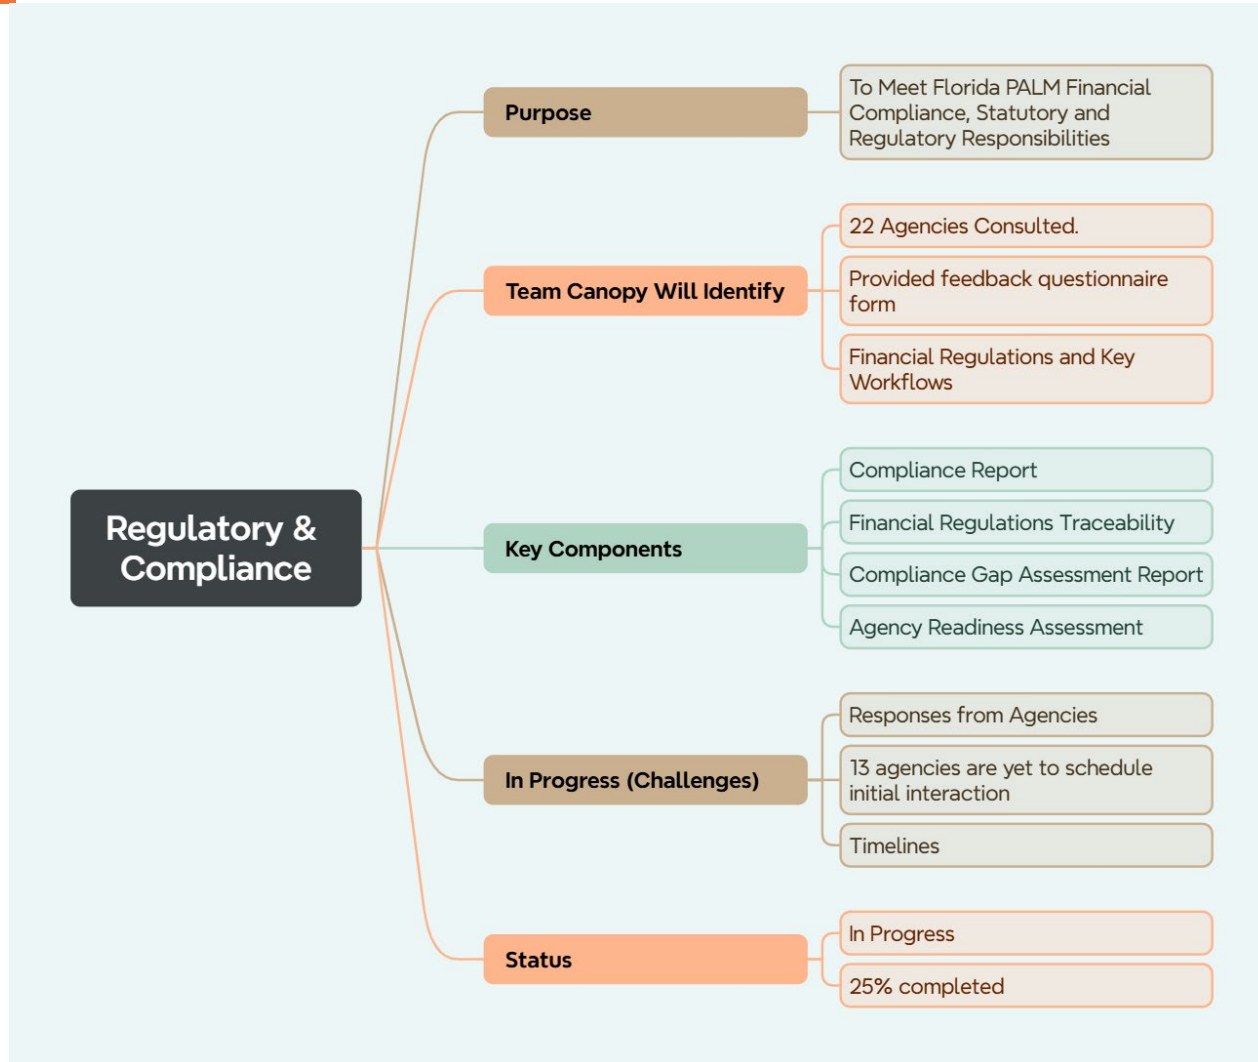 Regulatory &
Compliance
Purpose
To Meet Florida PALM Financial
Compliance, Statutory and
Regulatory Responsibilities
Team Canopy Will Identify
22 Agencies Consulted.
Provided feedback questionnaire
form
Financial Regulations and Key
Workflows
Key Components
Compliance Report
Financial Regulations Traceability
Compliance Gap Assessment Report
Agency Readiness Assessment
In Progress (Challenges)
Responses from Agencies
13 agencies are yet to schedule
initial interaction
Timelines
Status
In Progress
25% completed